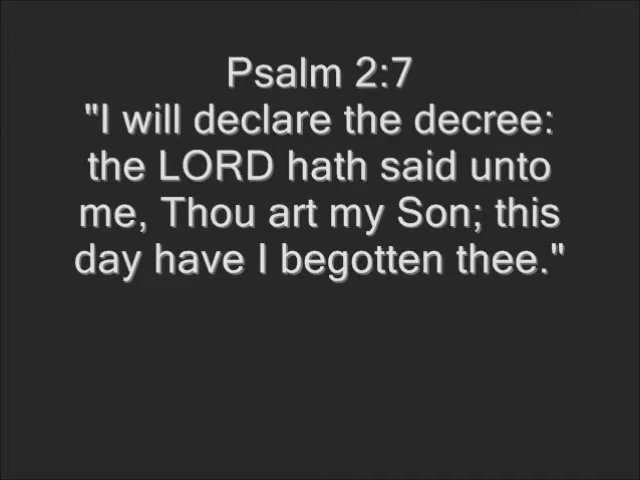 Psalm 2:7
"I will declare the decree:
the LORD hath said unto
me, Thou art my Son; this
day have I begotten thee."